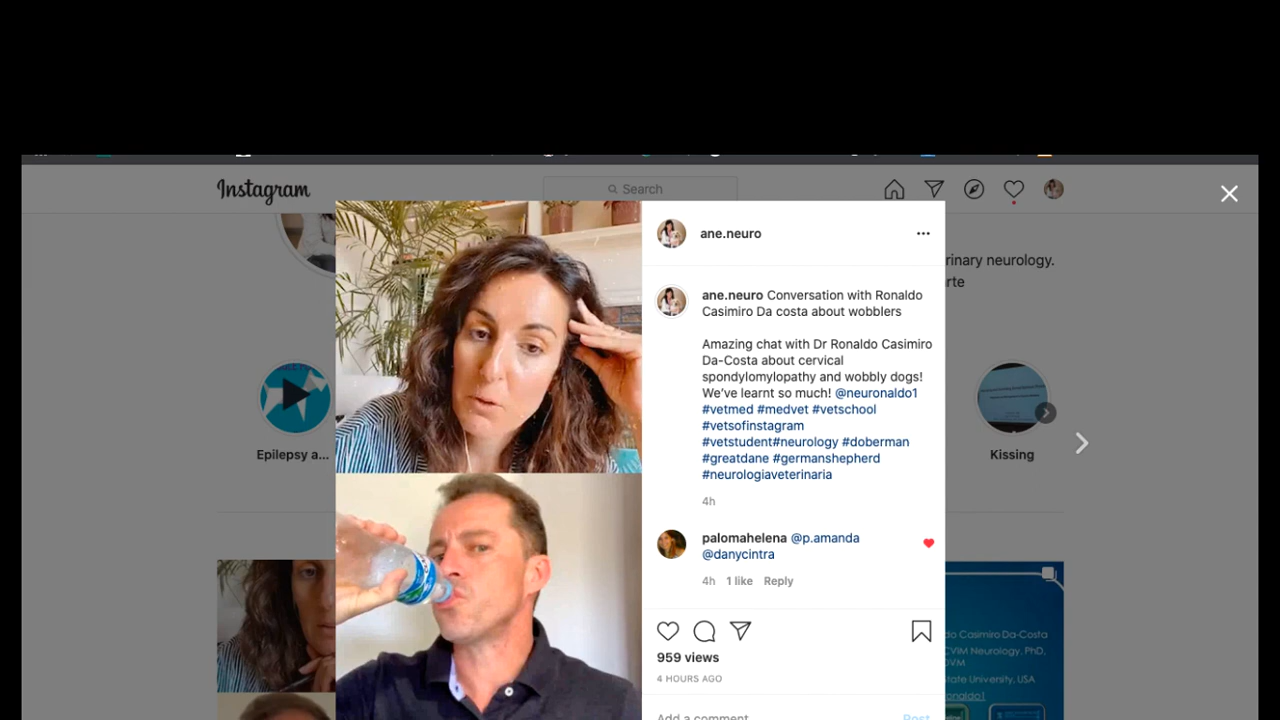 Instagram
Search
ane.neuro
rinary neurology.
rte
ane.neuro Conversation with Ronaldo
Casimiro Da costa about wobblers
Amazing chat with Dr Ronaldo Casimiro
Da-Costa about cervical
spondylomylopathy and wobbly dogs!
We've learnt so much! @neuronaldo1
#vetmed #medvet #vetschool
#vetsofinstagram
#vetstudent#neurology #doberman
#greatdane #germanshepherd
#neurologiaveterinaria
4h
Epilepsy a...
Kissing
palomahelena @p.amanda
@danycintra
4h 1 like Reply
959 views
4 HOURS AGO
Add a comment
Post
do Casimiro Da-Costa
CVIM Neurology, PhD,
DVM
State University, USA
onaldo1